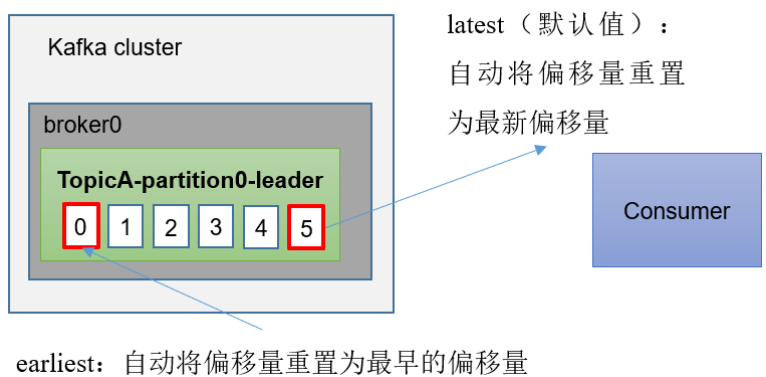 Kafka cluster
broker0
TopicA-partition0-leader
0 1 2 3 4 5
latest（默认值）：
自动将偏移量重置
为最新偏移量
Consumer
earliest：自动将偏移量重置为最早的偏移量